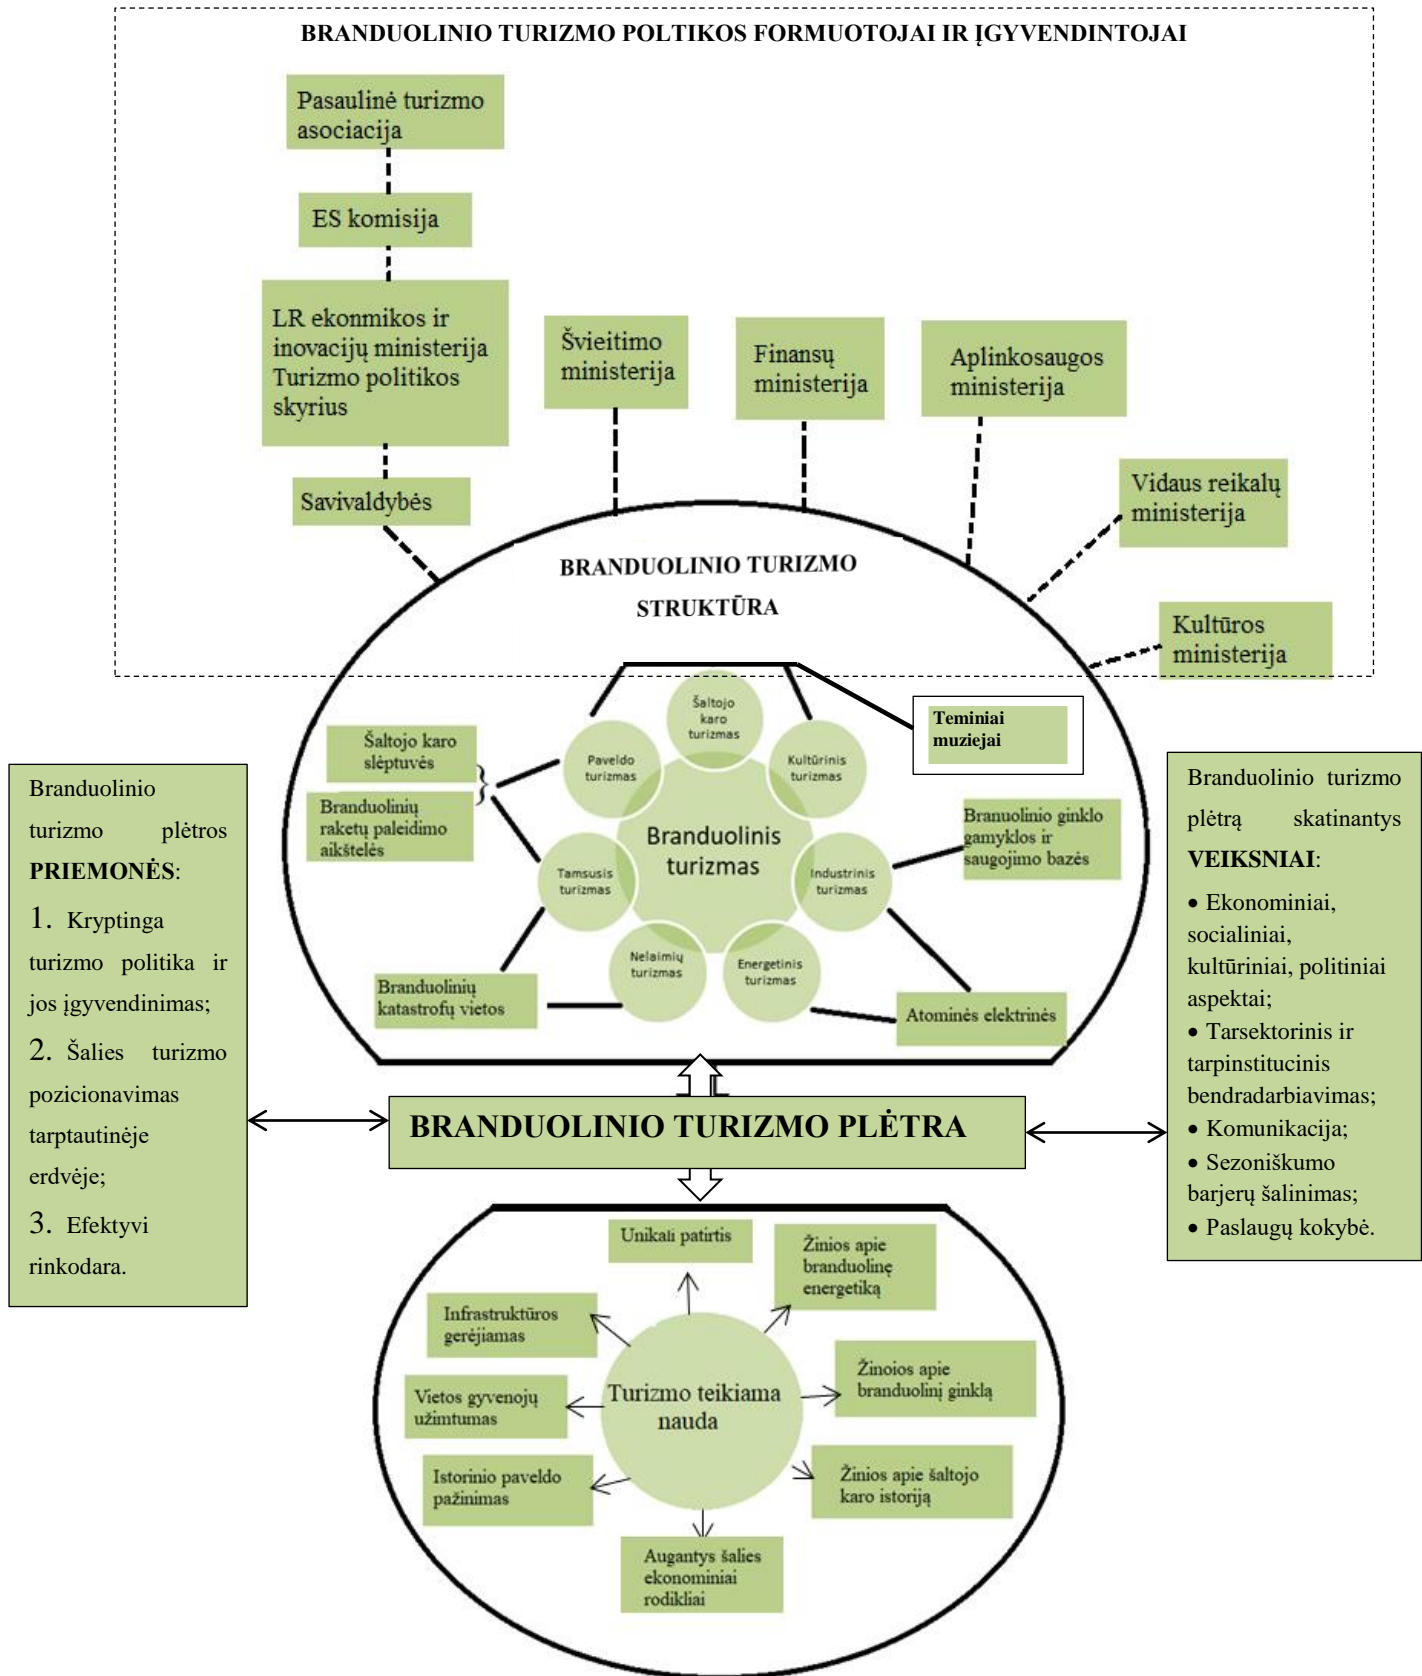 BRANDUOLINIO TURIZMO POLTIKOS FORMUOTOJAI IR ĮGYVENDINTOJAI
Pasaulinė turizmo
asociacija
ES komisija
LR ekonmikos ir
inovacijų ministerija
Turizmo politikos
skyrius
Savivaldybės
Švieitimo
ministerija
Finansų
ministerija
Aplinkosaugos
ministerija
Vidaus reikalų
ministerija
Kultūros
ministerija
BRANDUOLINIO TURIZMO
STRUKTŪRA
Šaltojo
karo
turizmas
Paveldo
turizmas
Kultūrinis
turizmas
Tamsusis
turizmas
Industrinis
turizmas
Nelaimių
turizmas
Energetinis
turizmas
Branduolinis
turizmas
Teminiai
muziejai
Šaltojo karo
slėptuvės
Branduolinių
raketų paleidimo
aikštelės
Branuolinio ginklo
gamyklos ir
saugojimo bazės
Branduolinių
katastrofų vietos
Atominės elektrinės
Branduolinio
turizmo plėtros
PRIEMONĖS:
1. Kryptinga
turizmo politika ir
jos įgyvendinimas;
2. Šalies turizmo
pozicionavimas
tarptautinėje
erdvėje;
3. Efektyvi
rinkodara.
BRANDUOLINIO TURIZMO PLĖTRA
Branduolinio turizmo
plėtrą skatinantys
VEIKSNIAI:
• Ekonominiai,
socialiniai,
kultūriniai, politiniai
aspektai;
• Tarsektorinis ir
tarpinstitucinis
bendradarbiavimas;
• Komunikacija;
• Sezoniškumo
barjerų šalinimas;
• Paslaugų kokybė.
Unikali patirtis
Žinios apie
branduolinę
energetiką
Infrastruktūros
gerėjiamas
Žinoios apie
branduolinį ginklą
Vietos gyvenojų
užimtumas
Turizmo teikiama
nauda
Istorinio paveldo
pažinimas
Žinios apie šaltojo
karo istoriją
Augantys šalies
ekonominiai
rodikliai